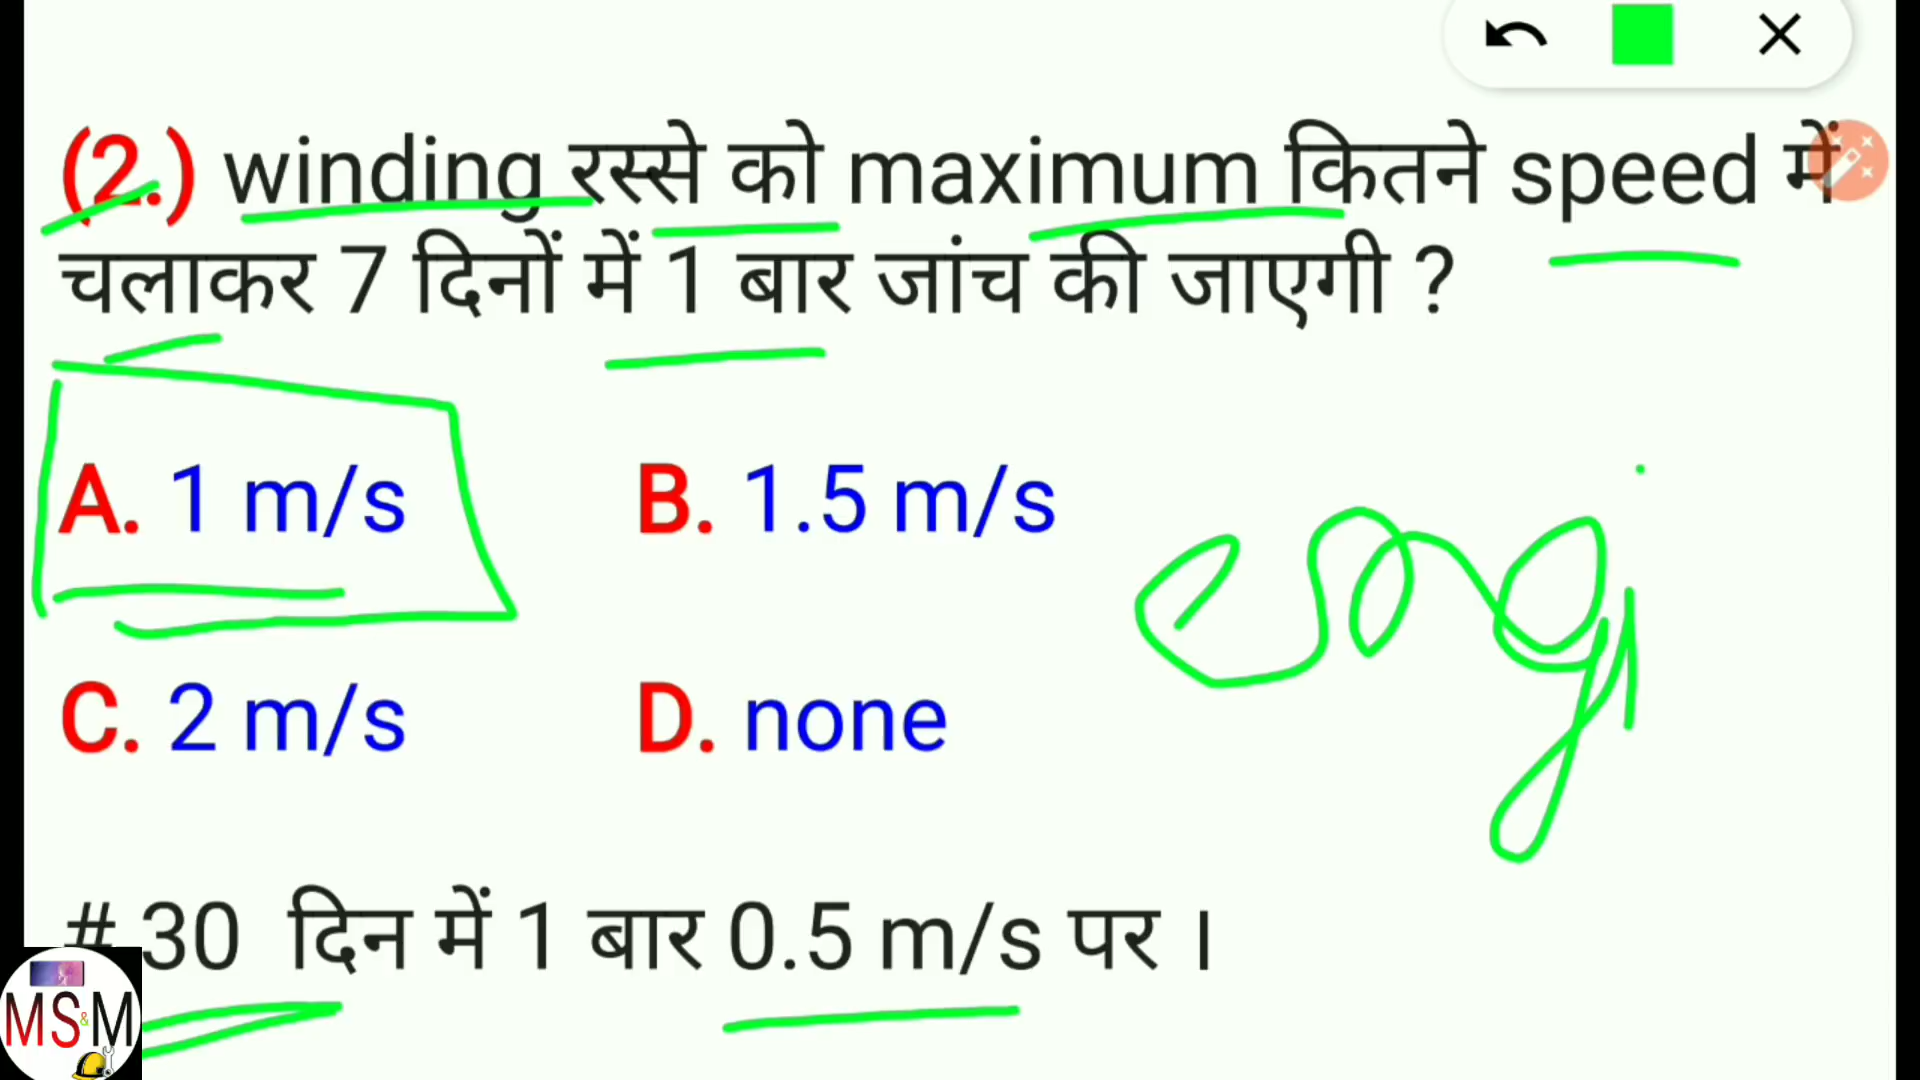 (2.) winding रस्से को maximum कितने speed में
चलाकर 7 दिनों में 1 बार जांच की जाएगी ?
A. 1 m/s B. 1.5 m/s
C. 2 m/s D. none
# 30 दिन में 1 बार 0.5 m/s पर ।
MS&M